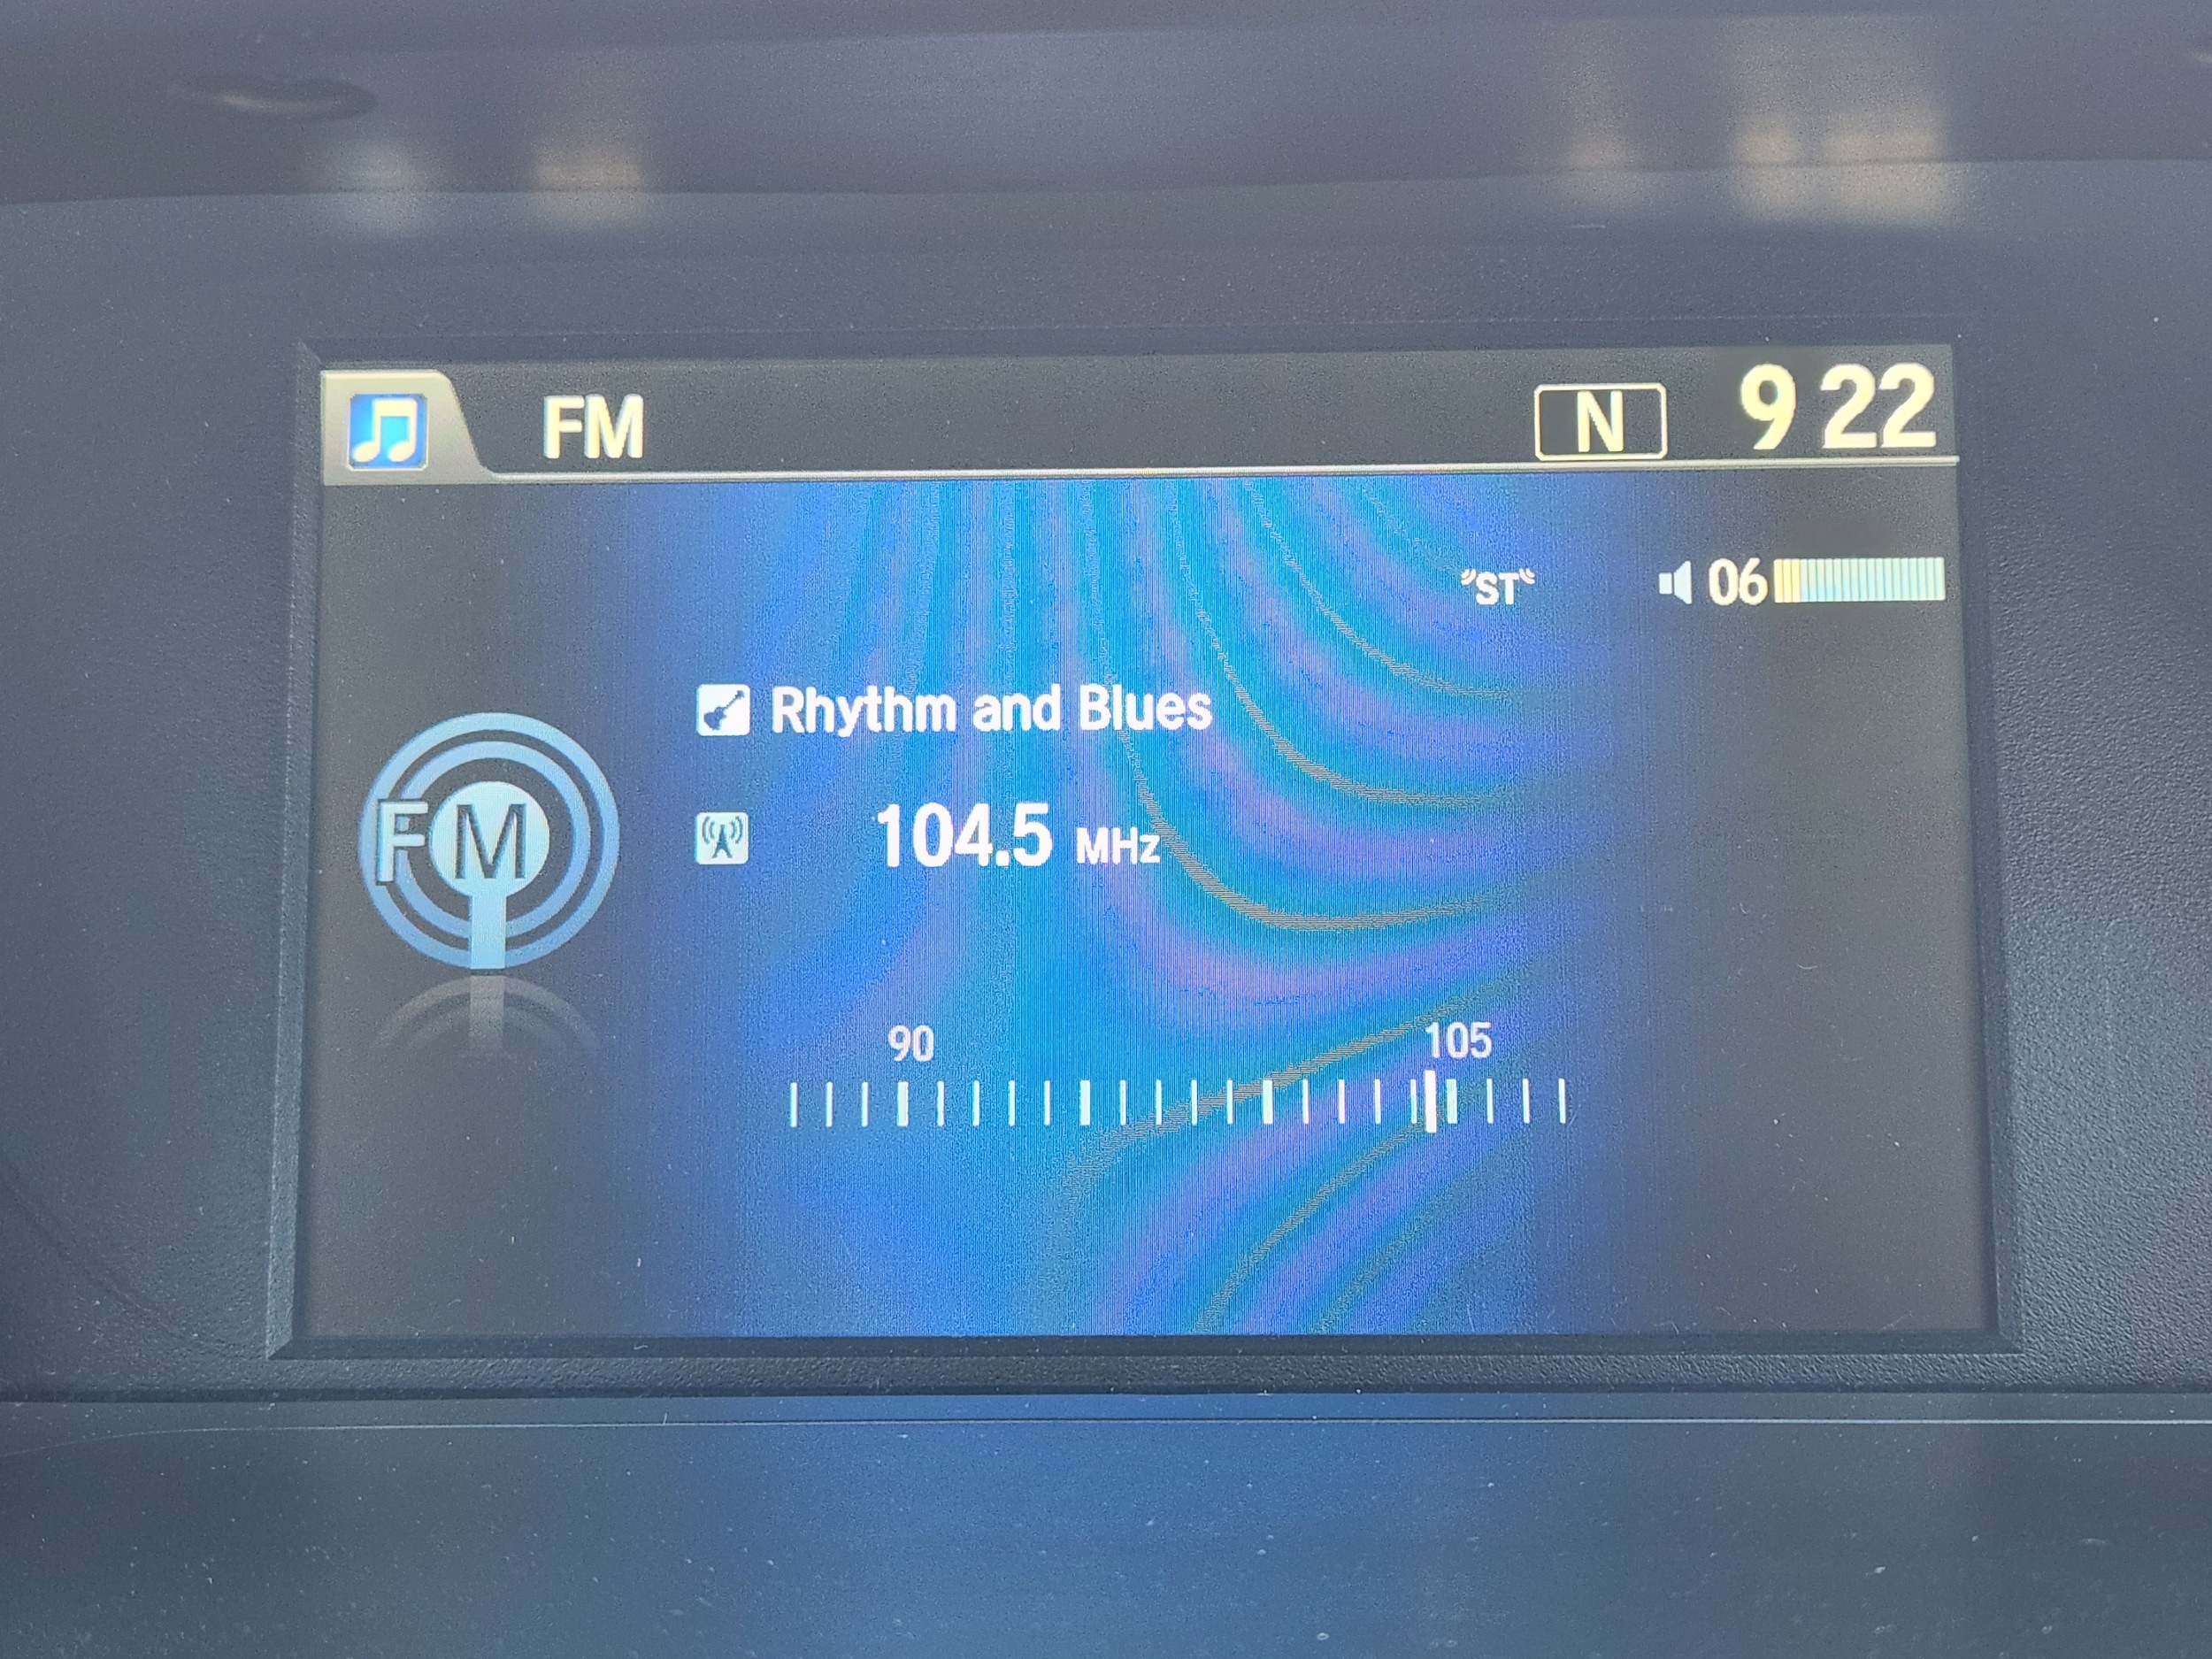 FM N 9 22
"ST" 06
Rhythm and Blues
FM
104.5 MHz
90 105